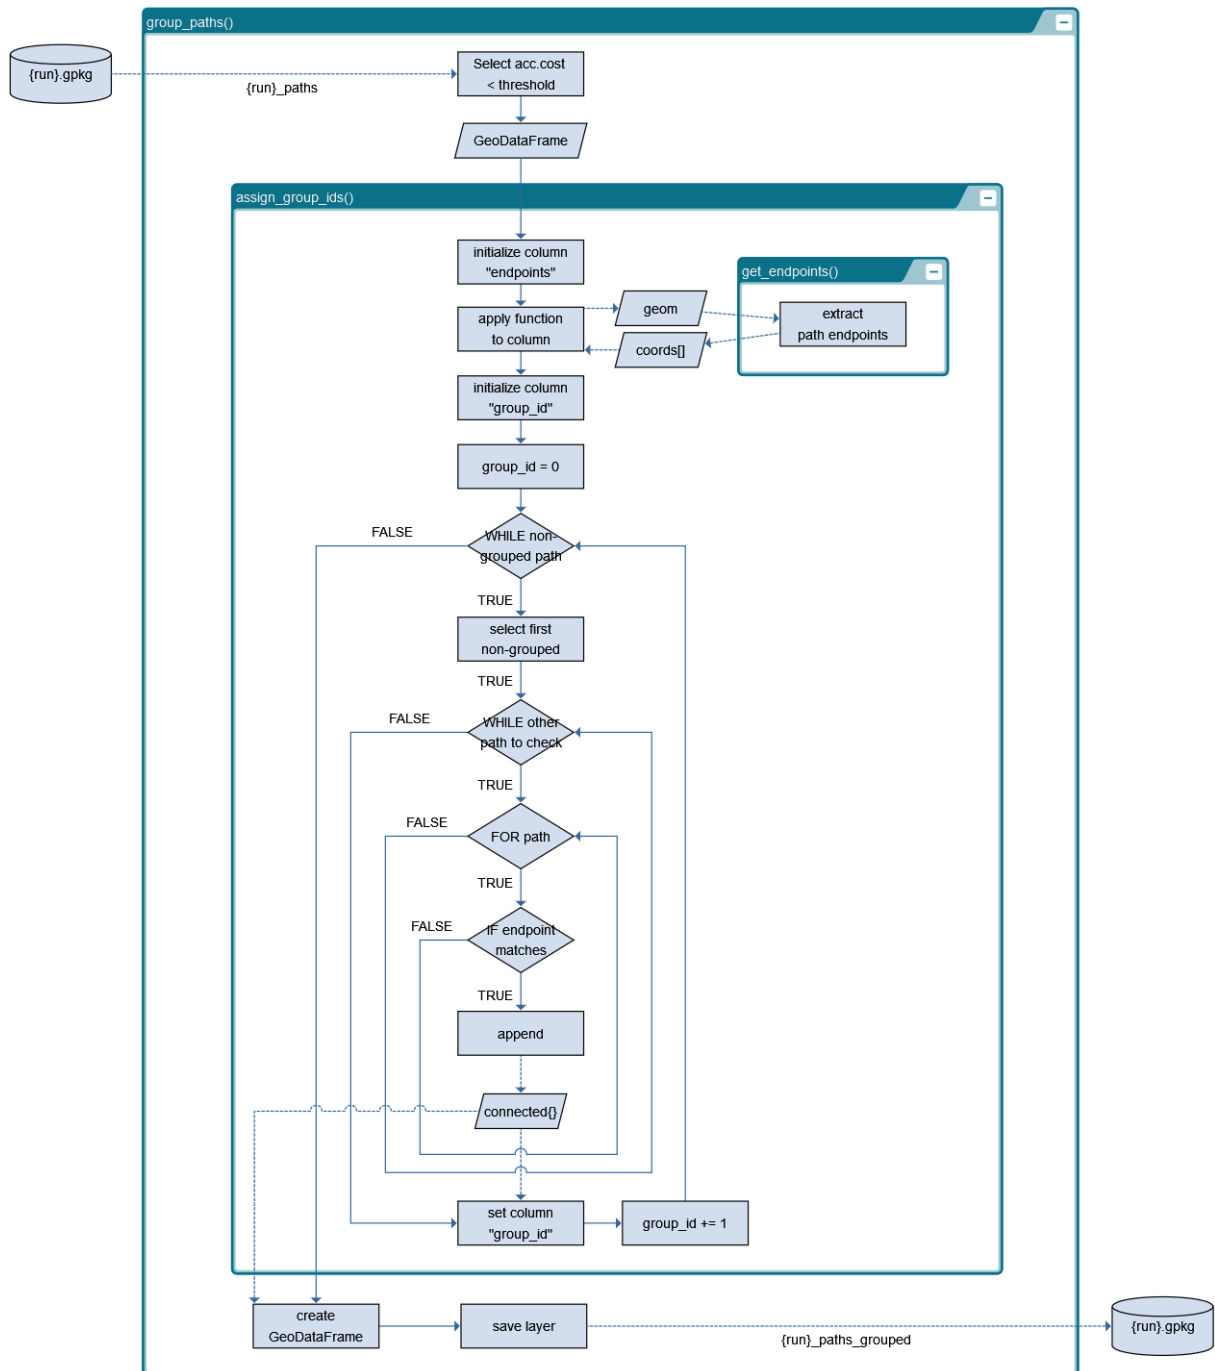 group_paths()
{run}.gpkg
{run}_paths
Select acc.cost
< threshold
GeoDataFrame
assign_group_ids()
initialize column
"endpoints"
get_endpoints()
apply function
to column
geom
coords[]
extract
path endpoints
initialize column
"group_id"
group_id = 0
FALSE
WHILE non-
grouped path
TRUE
select first
non-grouped
TRUE
FALSE
WHILE other
path to check
TRUE
FALSE
FOR path
TRUE
FALSE
IF endpoint
matches
TRUE
append
connected{}
set column
"group_id"
group_id += 1
create
GeoDataFrame
save layer
{run}_paths_grouped
{run}.gpkg